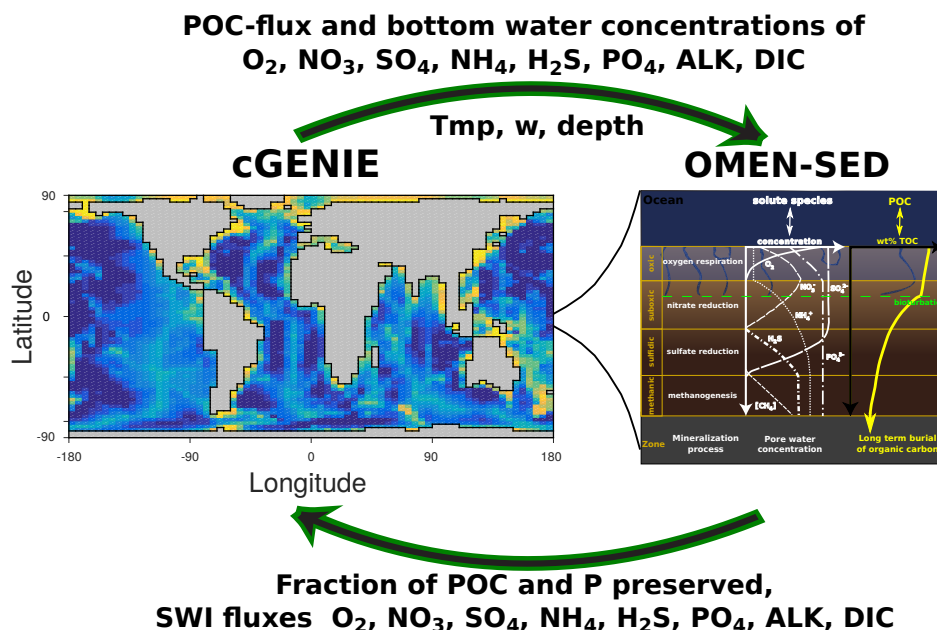 POC-flux and bottom water concentrations of
O₂, NO₃, SO₄, NH₄, H₂S, PO₄, ALK, DIC
Tmp, w, depth
cGENIE
OMEN-SED
90
0
-90
Latitude
-180
-90
0
90
180
Longitude
Ocean
solute species
POC
concentration
wt% TOC
oxic
oxygen respiration
O₂
NO₃⁻
SO₄²⁻
bioturbation
suboxic
nitrate reduction
NH₄⁺
H₂S
sulfidic
sulfate reduction
PO₄³⁻
methanic
methanogenesis
[CH₄]
Zone
Mineralization
process
Pore water
concentration
Long term burial
of organic carbon
Fraction of POC and P preserved,
SWI fluxes O₂, NO₃, SO₄, NH₄, H₂S, PO₄, ALK, DIC